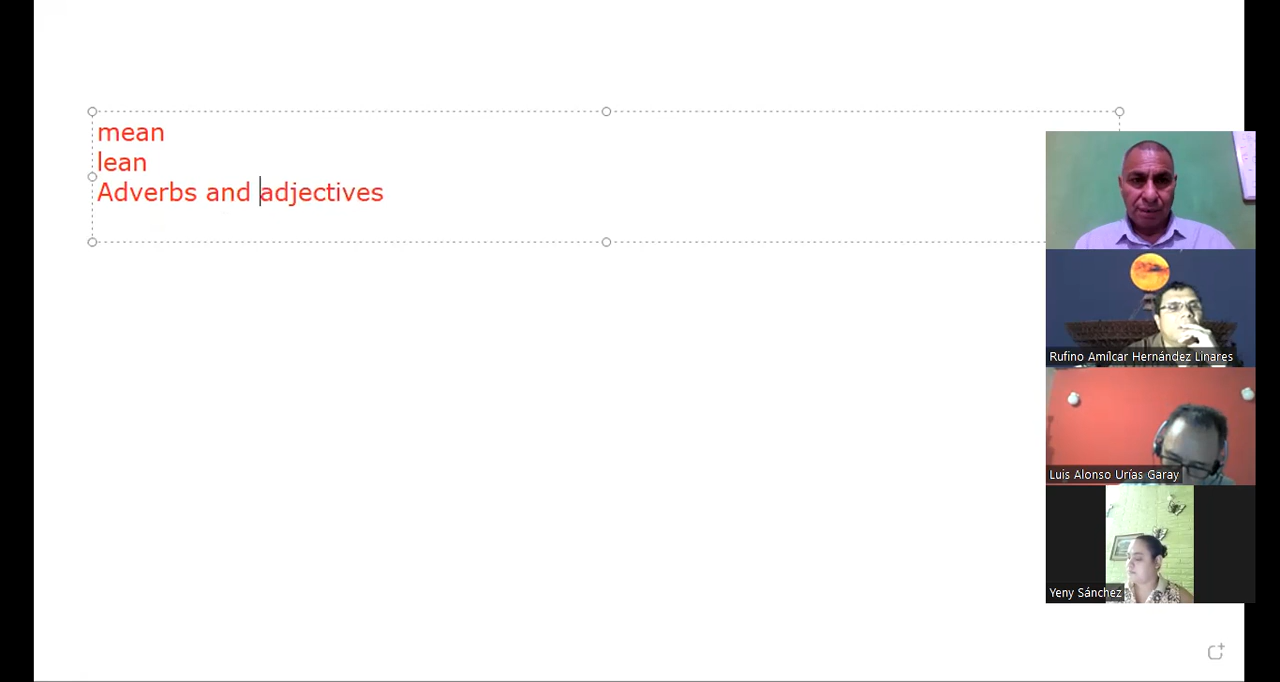 mean
lean
Adverbs and adjectives
Rufino Amílcar Hernández Linares
Luis Alonso Urías Garay
Yeny Sánchez